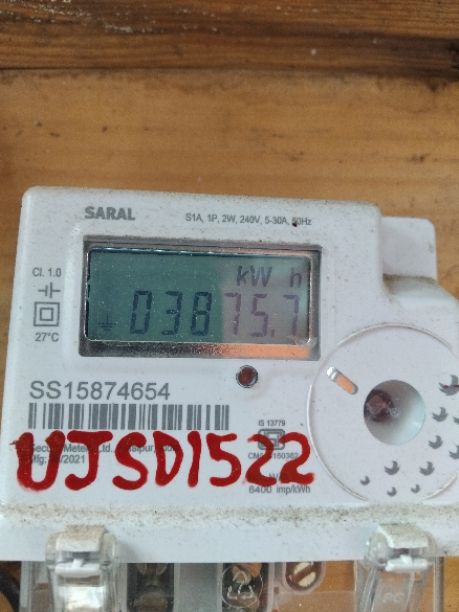 SARAL
S1A, 1P, 2W, 240V, 5-30A, 50Hz
Cl. 1.0
kW h
03875.7
27°C
SS15874654
IS 13779
UJSD1522
6400 imp/kWh